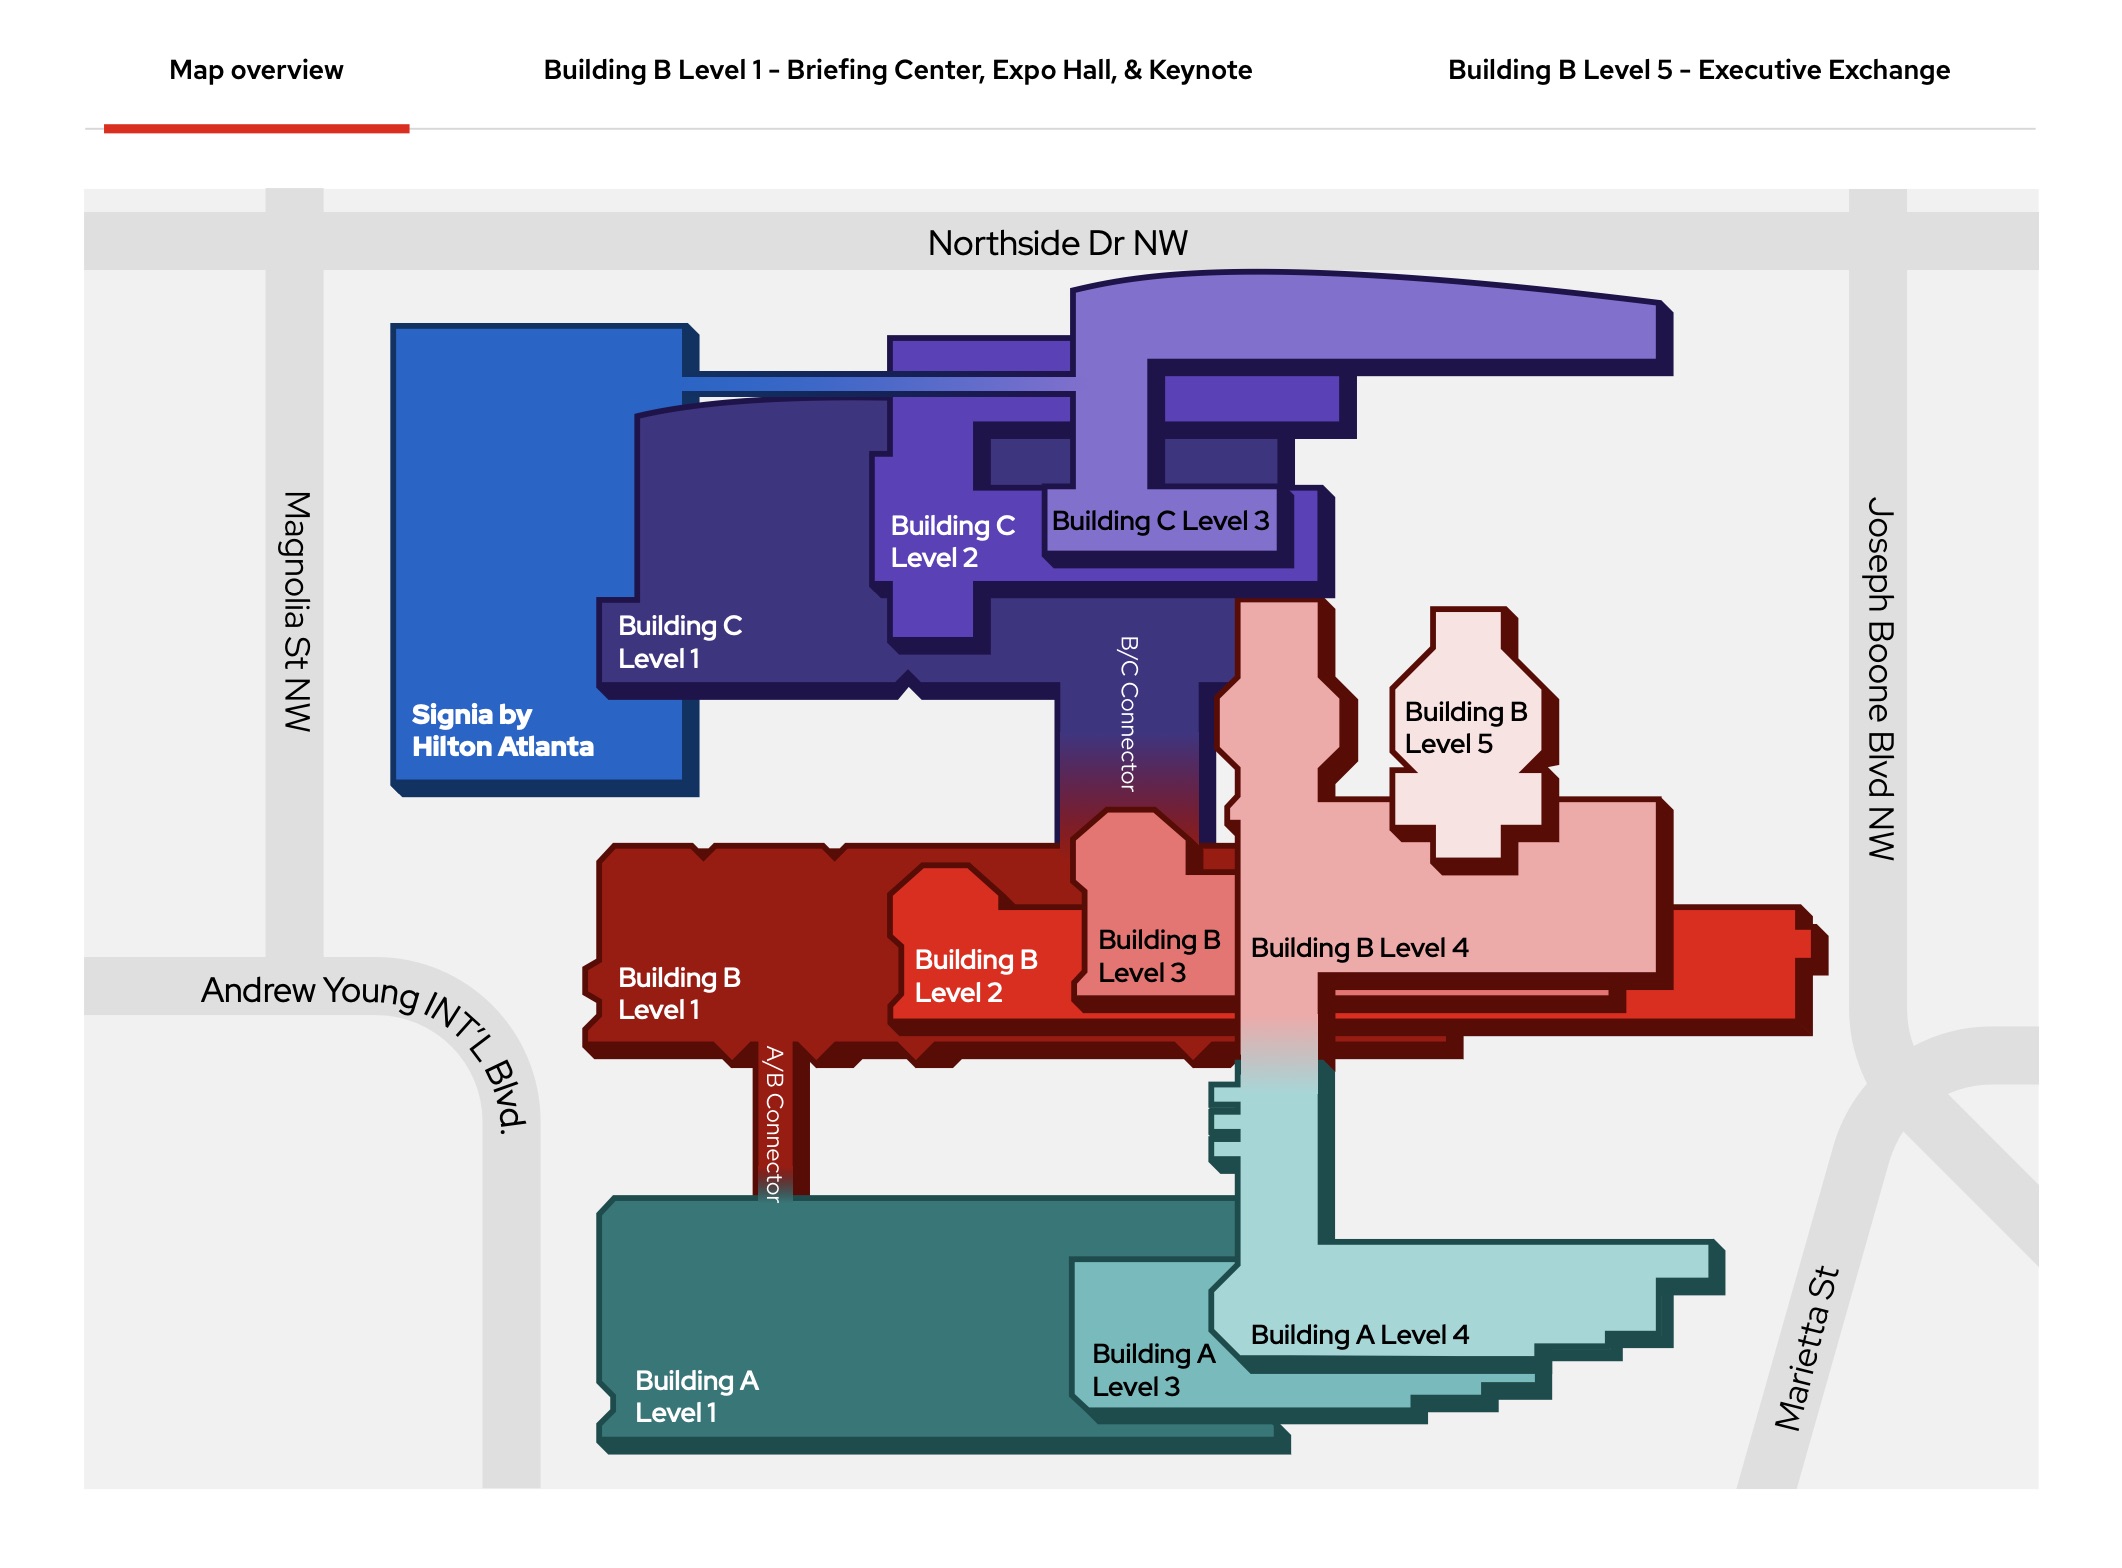 Map overview
Building B Level 1 - Briefing Center, Expo Hall, & Keynote
Building B Level 5 - Executive Exchange
Northside Dr NW
Magnolia St NW
Joseph Boone Blvd NW
Building C Level 3
Building C
Level 2
Building C
Level 1
B/C Connector
Signia by
Hilton Atlanta
Building B
Level 5
Building B
Level 3
Building B Level 4
Building B
Level 2
Building B
Level 1
Andrew Young INT'L Blvd.
A/B Connector
Marietta St
Building A Level 4
Building A
Level 3
Building A
Level 1